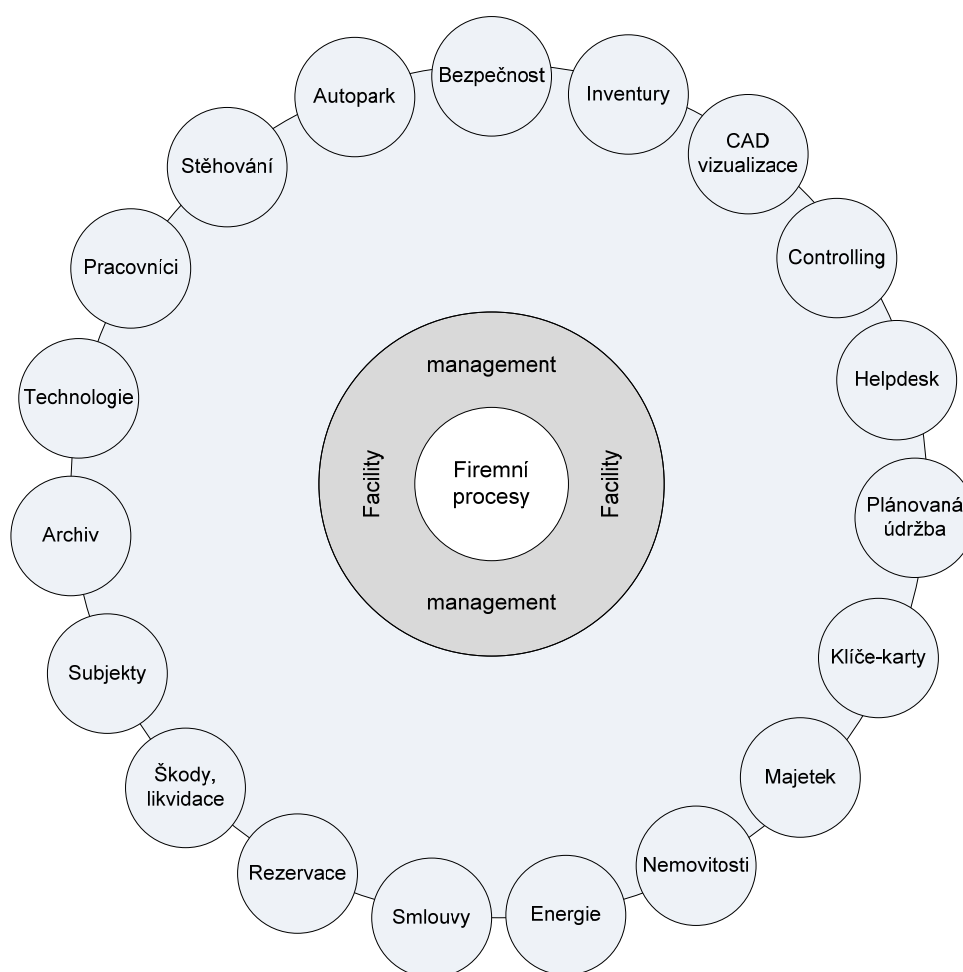 Bezpečnost
Inventury
CAD
vizualizace
Controlling
Helpdesk
Plánovaná
údržba
Klíče-karty
Majetek
Nemovitosti
Energie
Smlouvy
Rezervace
Škody,
likvidace
Subjekty
Archiv
Technologie
Pracovníci
Stěhování
Autopark
management
Facility
Firemní
procesy
Facility
management